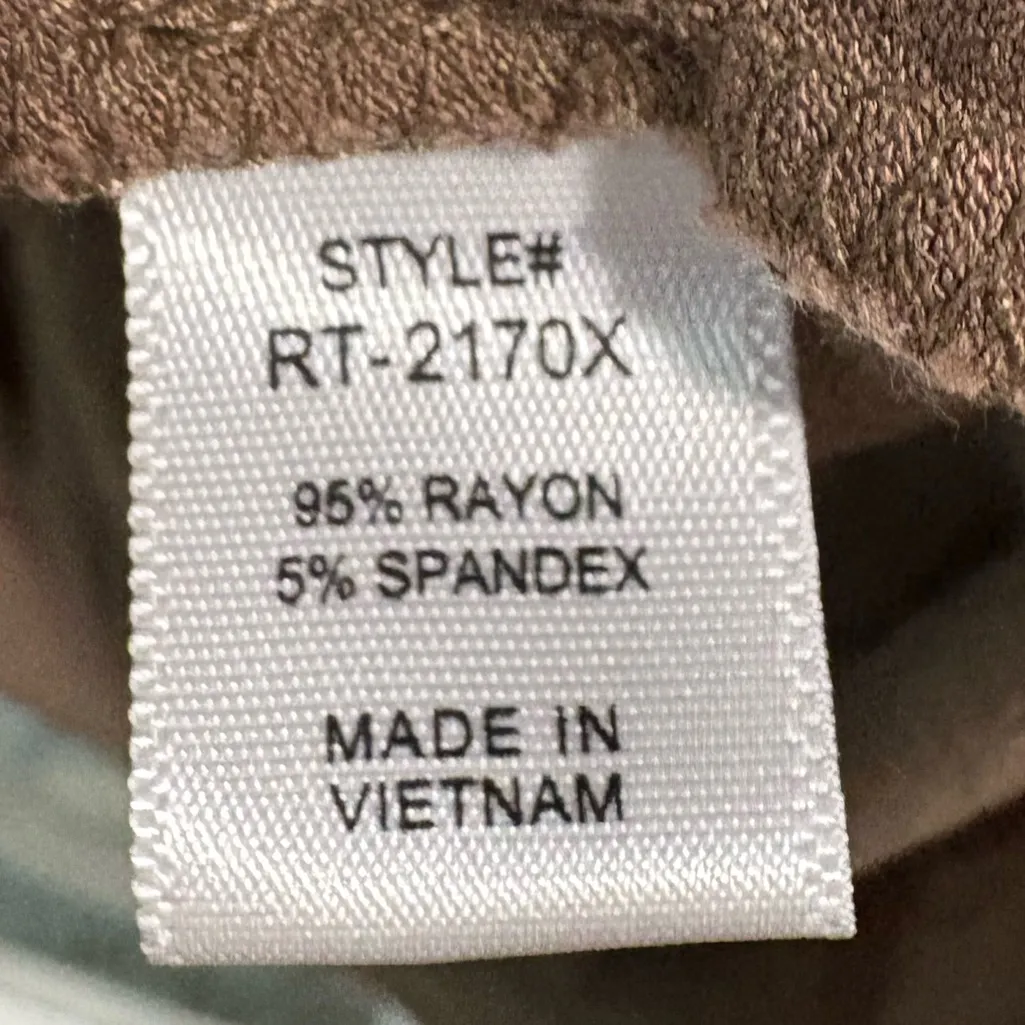 STYLE#
RT-2170X
95% RAYON
5% SPANDEX
MADE IN
VIETNAM